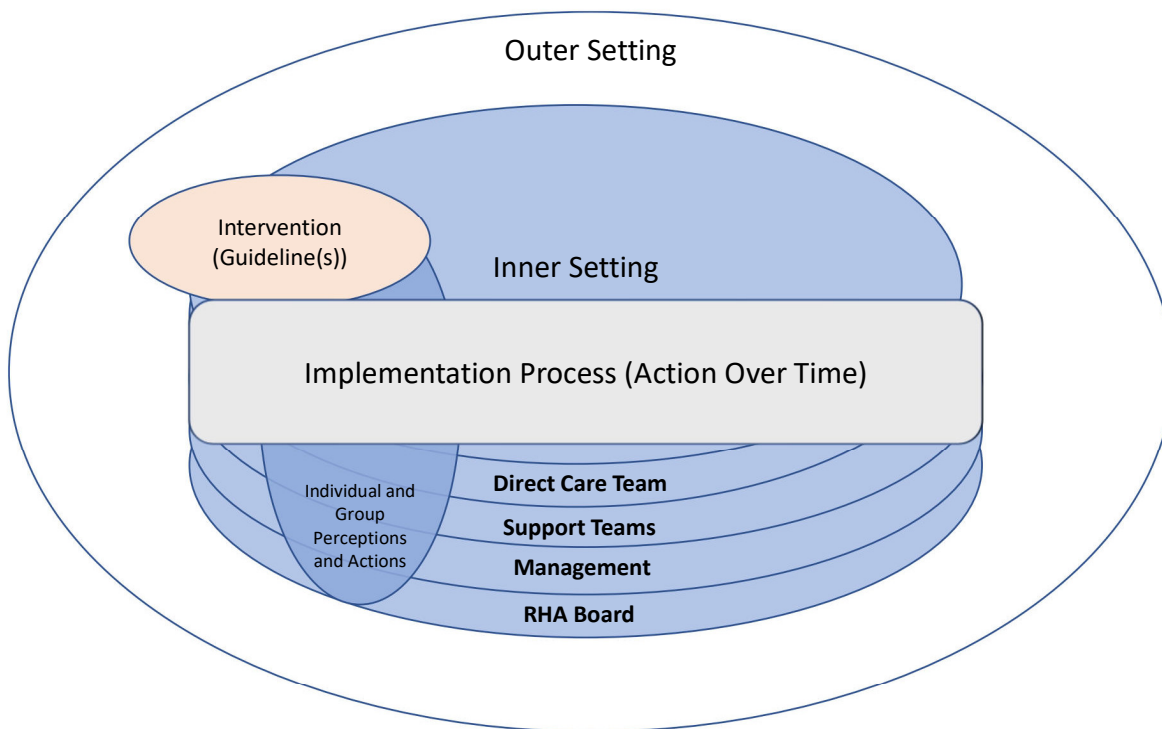 Outer Setting
Intervention
(Guideline(s))
Inner Setting
Implementation Process (Action Over Time)
Direct Care Team
Individual and
Group
Perceptions
and Actions
Support Teams
Management
RHA Board